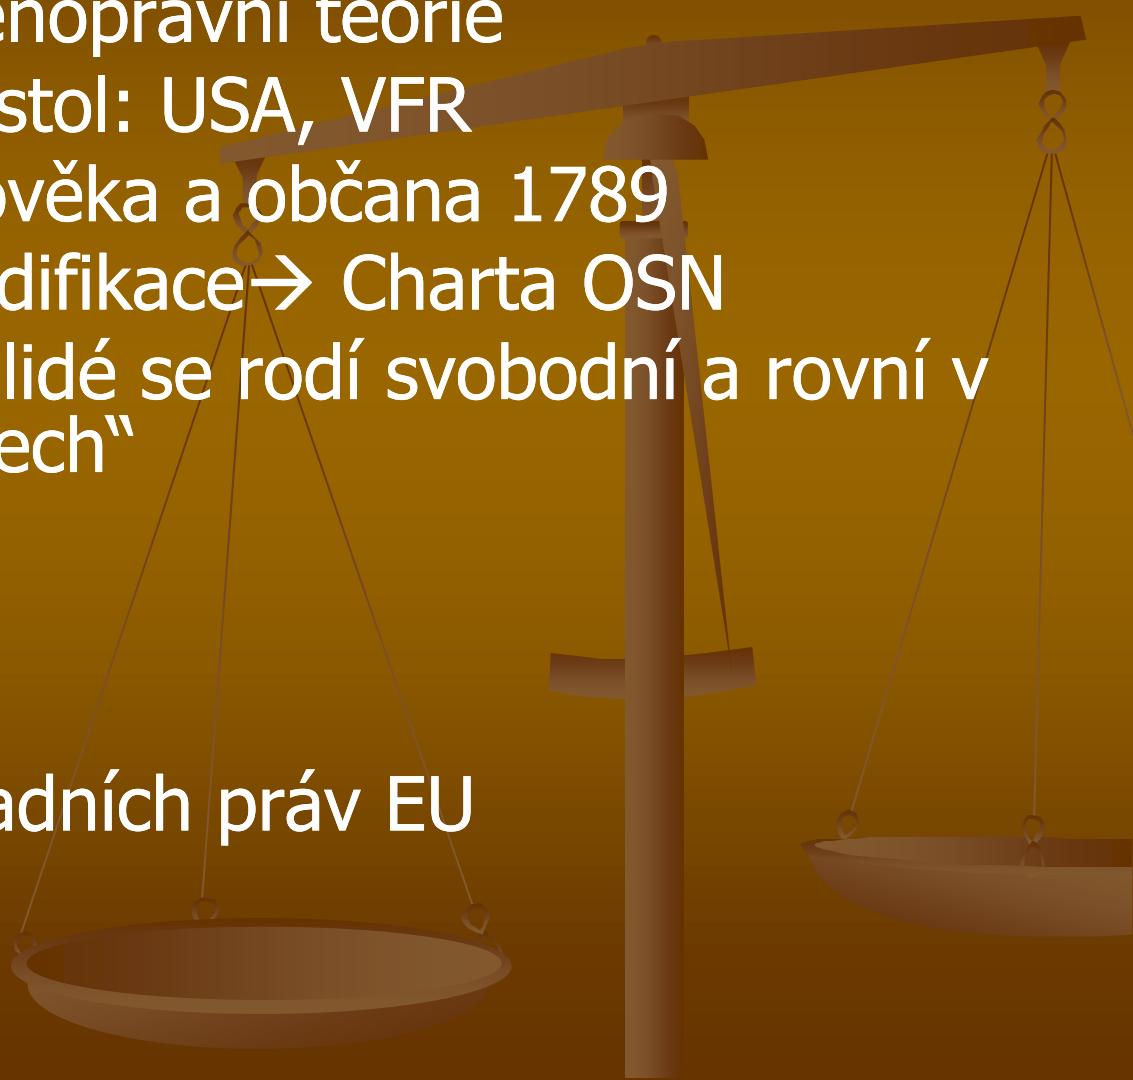 enoprávní teorie
stol: USA, VFR
ověka a občana 1789
difikace→ Charta OSN
lidé se rodí svobodní a rovní v
ech“
adních práv EU